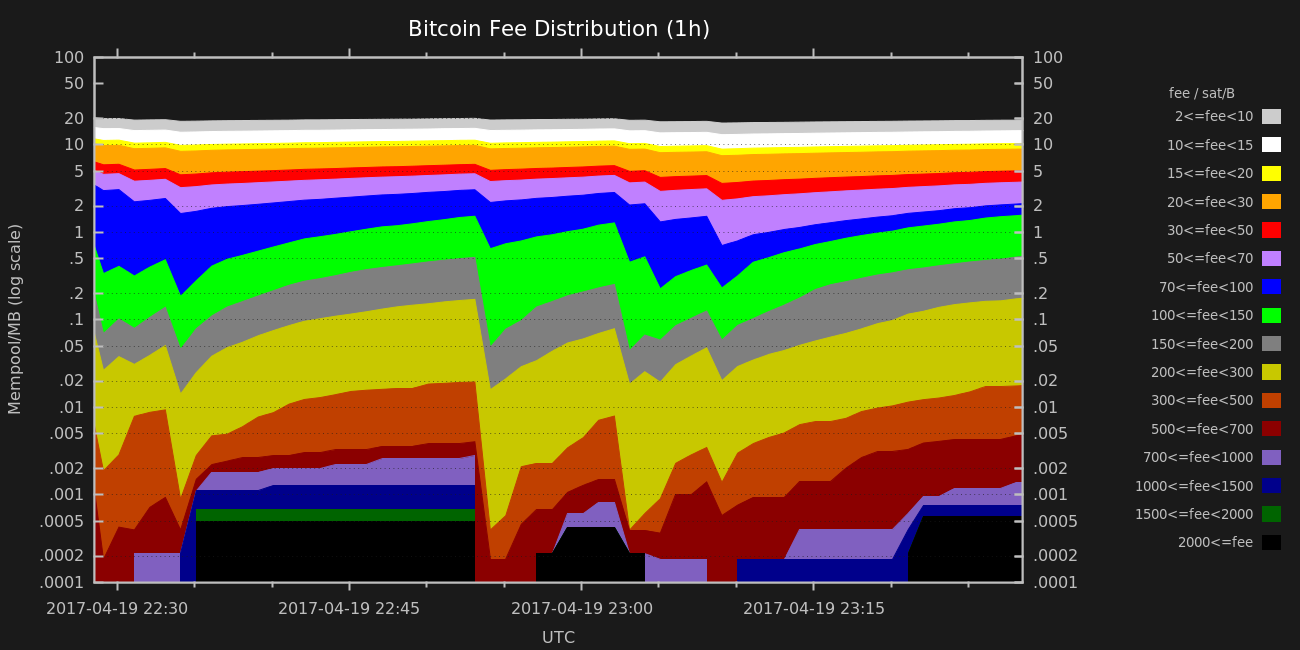 Bitcoin Fee Distribution (1h)
Mempool/MB (log scale)
100
50
20
10
5
2
1
.5
.2
.1
.05
.02
.01
.005
.002
.001
.0005
.0002
.0001
100
50
20
10
5
2
1
.5
.2
.1
.05
.02
.01
.005
.002
.001
.0005
.0002
.0001
2017-04-19 22:30
2017-04-19 22:45
2017-04-19 23:00
2017-04-19 23:15
UTC
fee / sat/B
2<=fee<10
10<=fee<15
15<=fee<20
20<=fee<30
30<=fee<50
50<=fee<70
70<=fee<100
100<=fee<150
150<=fee<200
200<=fee<300
300<=fee<500
500<=fee<700
700<=fee<1000
1000<=fee<1500
1500<=fee<2000
2000<=fee